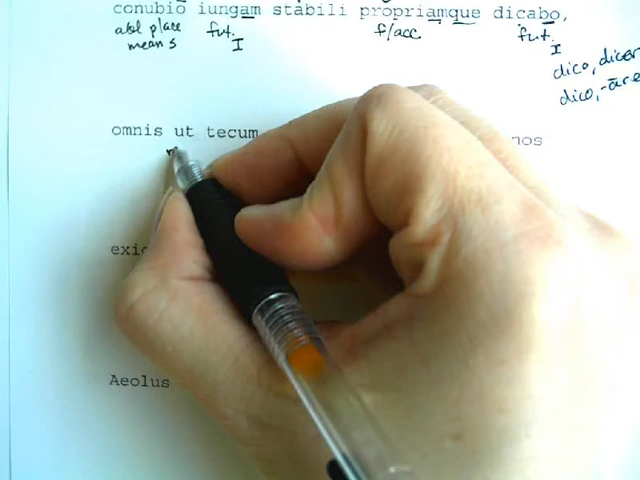 conubio iungam stabili propriamque dicabo,
abl place fut. f/acc fut.
means I I
dico, dicer
dico, -are
omnis ut tecum nos
exig
Aeolus